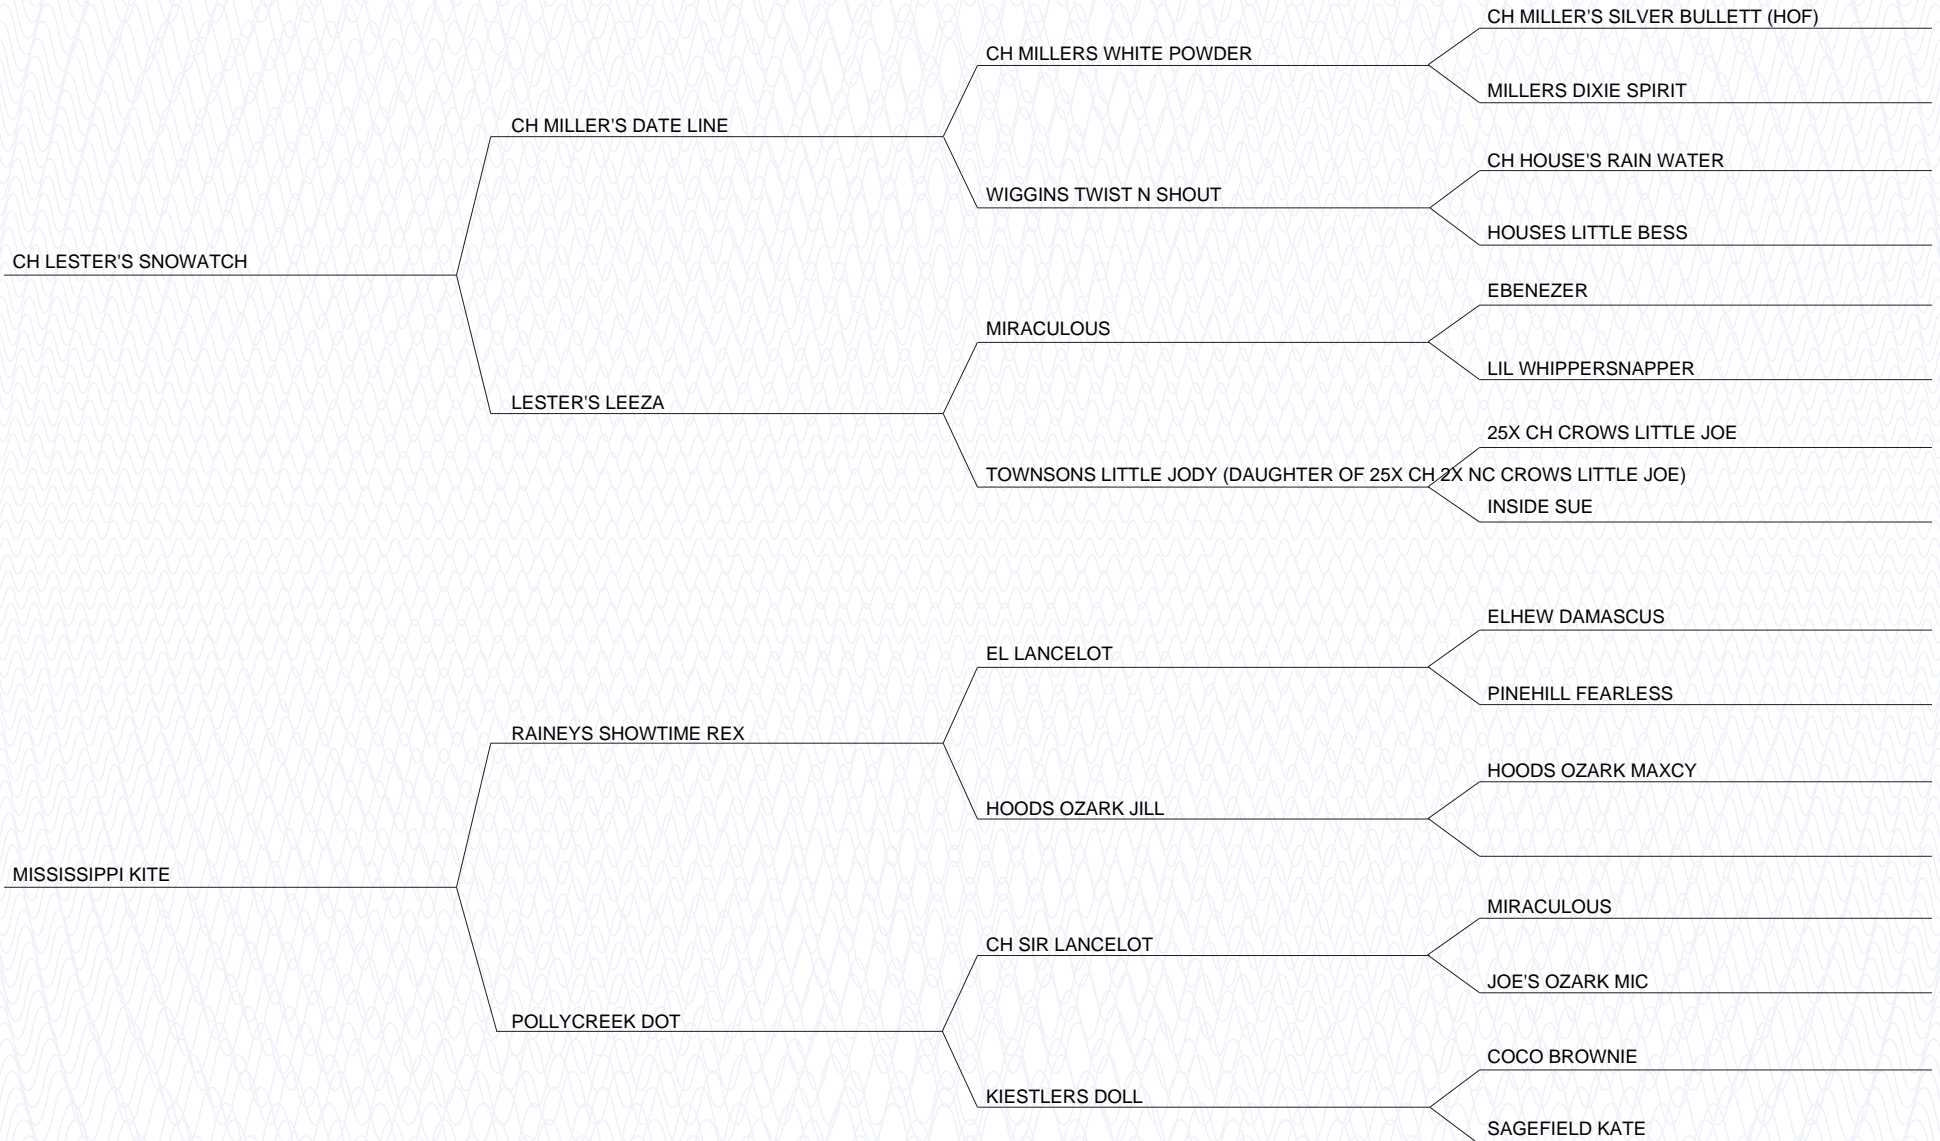 CH MILLER'S SILVER BULLETT (HOF)
CH MILLERS WHITE POWDER
MILLERS DIXIE SPIRIT
CH MILLER'S DATE LINE
CH HOUSE'S RAIN WATER
WIGGINS TWIST N SHOUT
HOUSES LITTLE BESS
CH LESTER'S SNOWATCH
EBENEZER
MIRACULOUS
LIL WHIPPERSNAPPER
LESTER'S LEEZA
25X CH CROWS LITTLE JOE
TOWNSONS LITTLE JODY (DAUGHTER OF 25X CH 2X NC CROWS LITTLE JOE)
INSIDE SUE
ELHEW DAMASCUS
EL LANCELOT
PINEHILL FEARLESS
RAINEYS SHOWTIME REX
HOODS OZARK MAXCY
HOODS OZARK JILL
MISSISSIPPI KITE
MIRACULOUS
CH SIR LANCELOT
JOE'S OZARK MIC
POLLYCREEK DOT
COCO BROWNIE
KIESTLERS DOLL
SAGEFIELD KATE